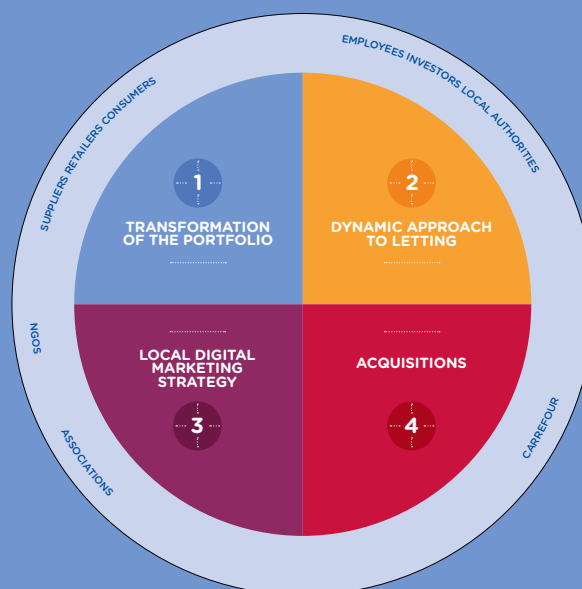 EMPLOYEES INVESTORS LOCAL AUTHORITIES
SUPPLIERS RETAILERS CONSUMERS
1
TRANSFORMATION
OF THE PORTFOLIO
2
DYNAMIC APPROACH
TO LETTING
LOCAL DIGITAL
MARKETING
STRATEGY
3
ACQUISITIONS
4
NGOS
ASSOCIATIONS
CARREFOUR